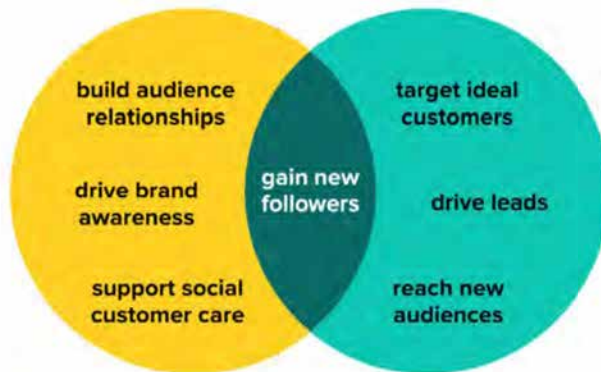 build audience
relationships
drive brand
awareness
support social
customer care
gain new
followers
target ideal
customers
drive leads
reach new
audiences